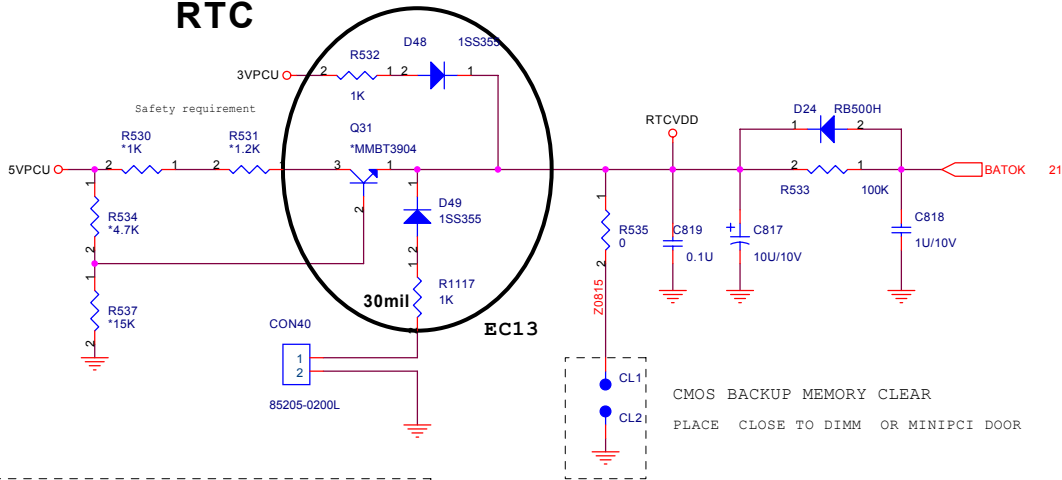 RTC
D48
1SS355
R532
3VPCU
2
1
2
1
1K
Safety requirement
D24
RB500H
RTCVDD
1
2
R530
*1K
R531
*1.2K
Q31
*MMBT3904
5VPCU
2
1
2
1
3
1
2
1
BATOK
21
R533
100K
1
2
1
D49
1SS355
2
R534
*4.7K
2
1
R535
0
2
C819
0.1U
+
C817
10U/10V
C818
1U/10V
1
R537
*15K
2
1
R1117
1K
2
30mil
Z0815
EC13
CON40
1
2
85205-0200L
CL1
CL2
CMOS BACKUP MEMORY CLEAR
PLACE CLOSE TO DIMM OR MINIPCI DOOR